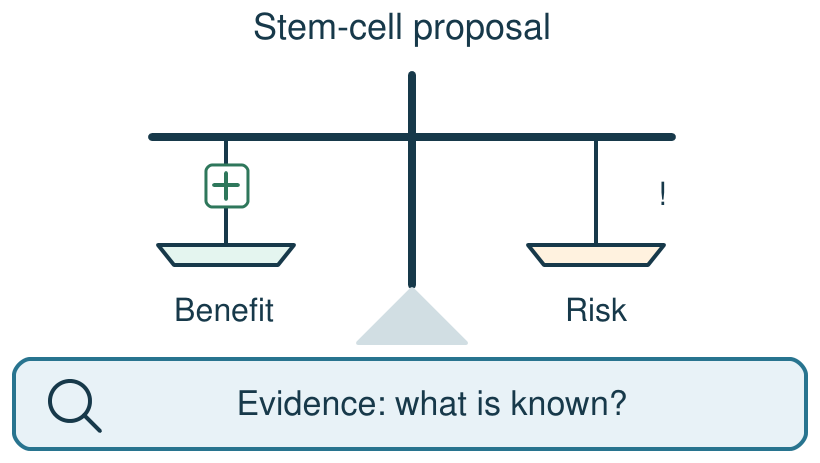 Stem-cell proposal
!
Benefit
Risk
Evidence: what is known?